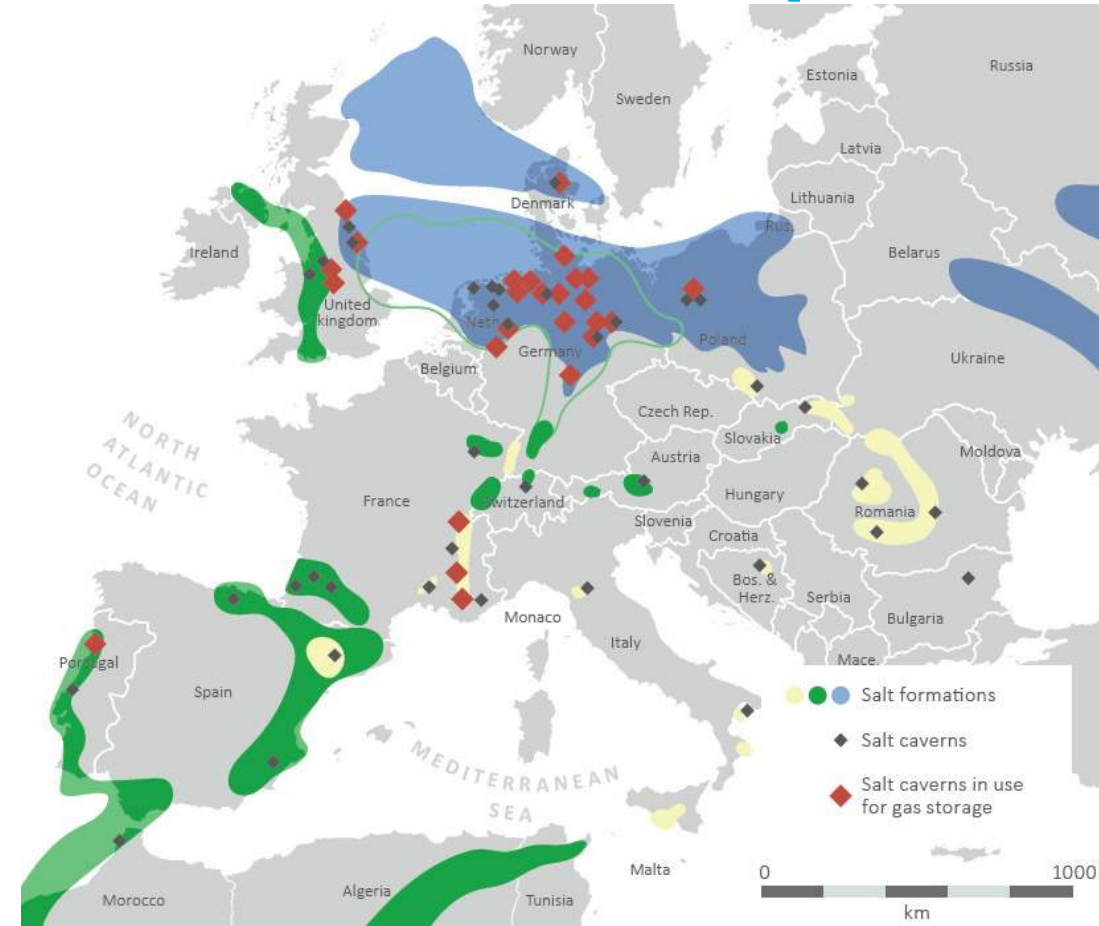 Norway
Russia
Estonia
Sweden
Latvia
Lithuania
Denmark
Rus.
Ireland
Belarus
United
kingdom
Neth.
Poland
Germany
Ukraine
Belgium
Czech Rep.
NORTH
ATLANTIC
OCEAN
Slovakia
Moldova
Austria
France
Switzerland
Hungary
Romania
Slovenia
Croatia
Bos. &
Herz.
Serbia
Monaco
Bulgaria
Italy
Portugal
Mace.
Spain
Salt formations
Salt caverns
MEDITERRANEAN
SEA
Salt caverns in use
for gas storage
Malta
0 1000
km
Morocco
Algeria
Tunisia